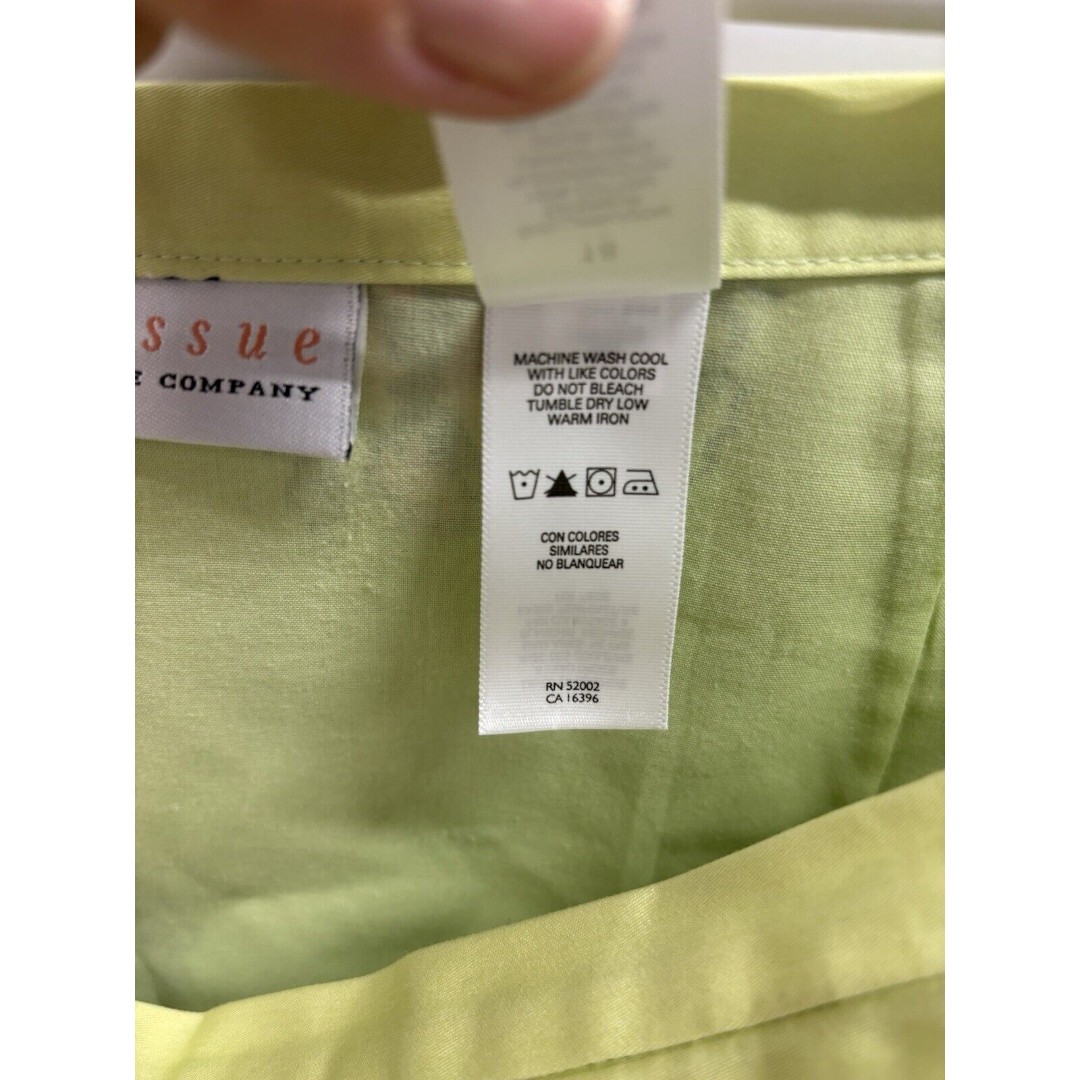 ssue
E COMPANY
MACHINE WASH COOL
WITH LIKE COLORS
DO NOT BLEACH
TUMBLE DRY LOW
WARM IRON
CON COLORES
SIMILARES
NO BLANQUEAR
RN 52002
CA 16396